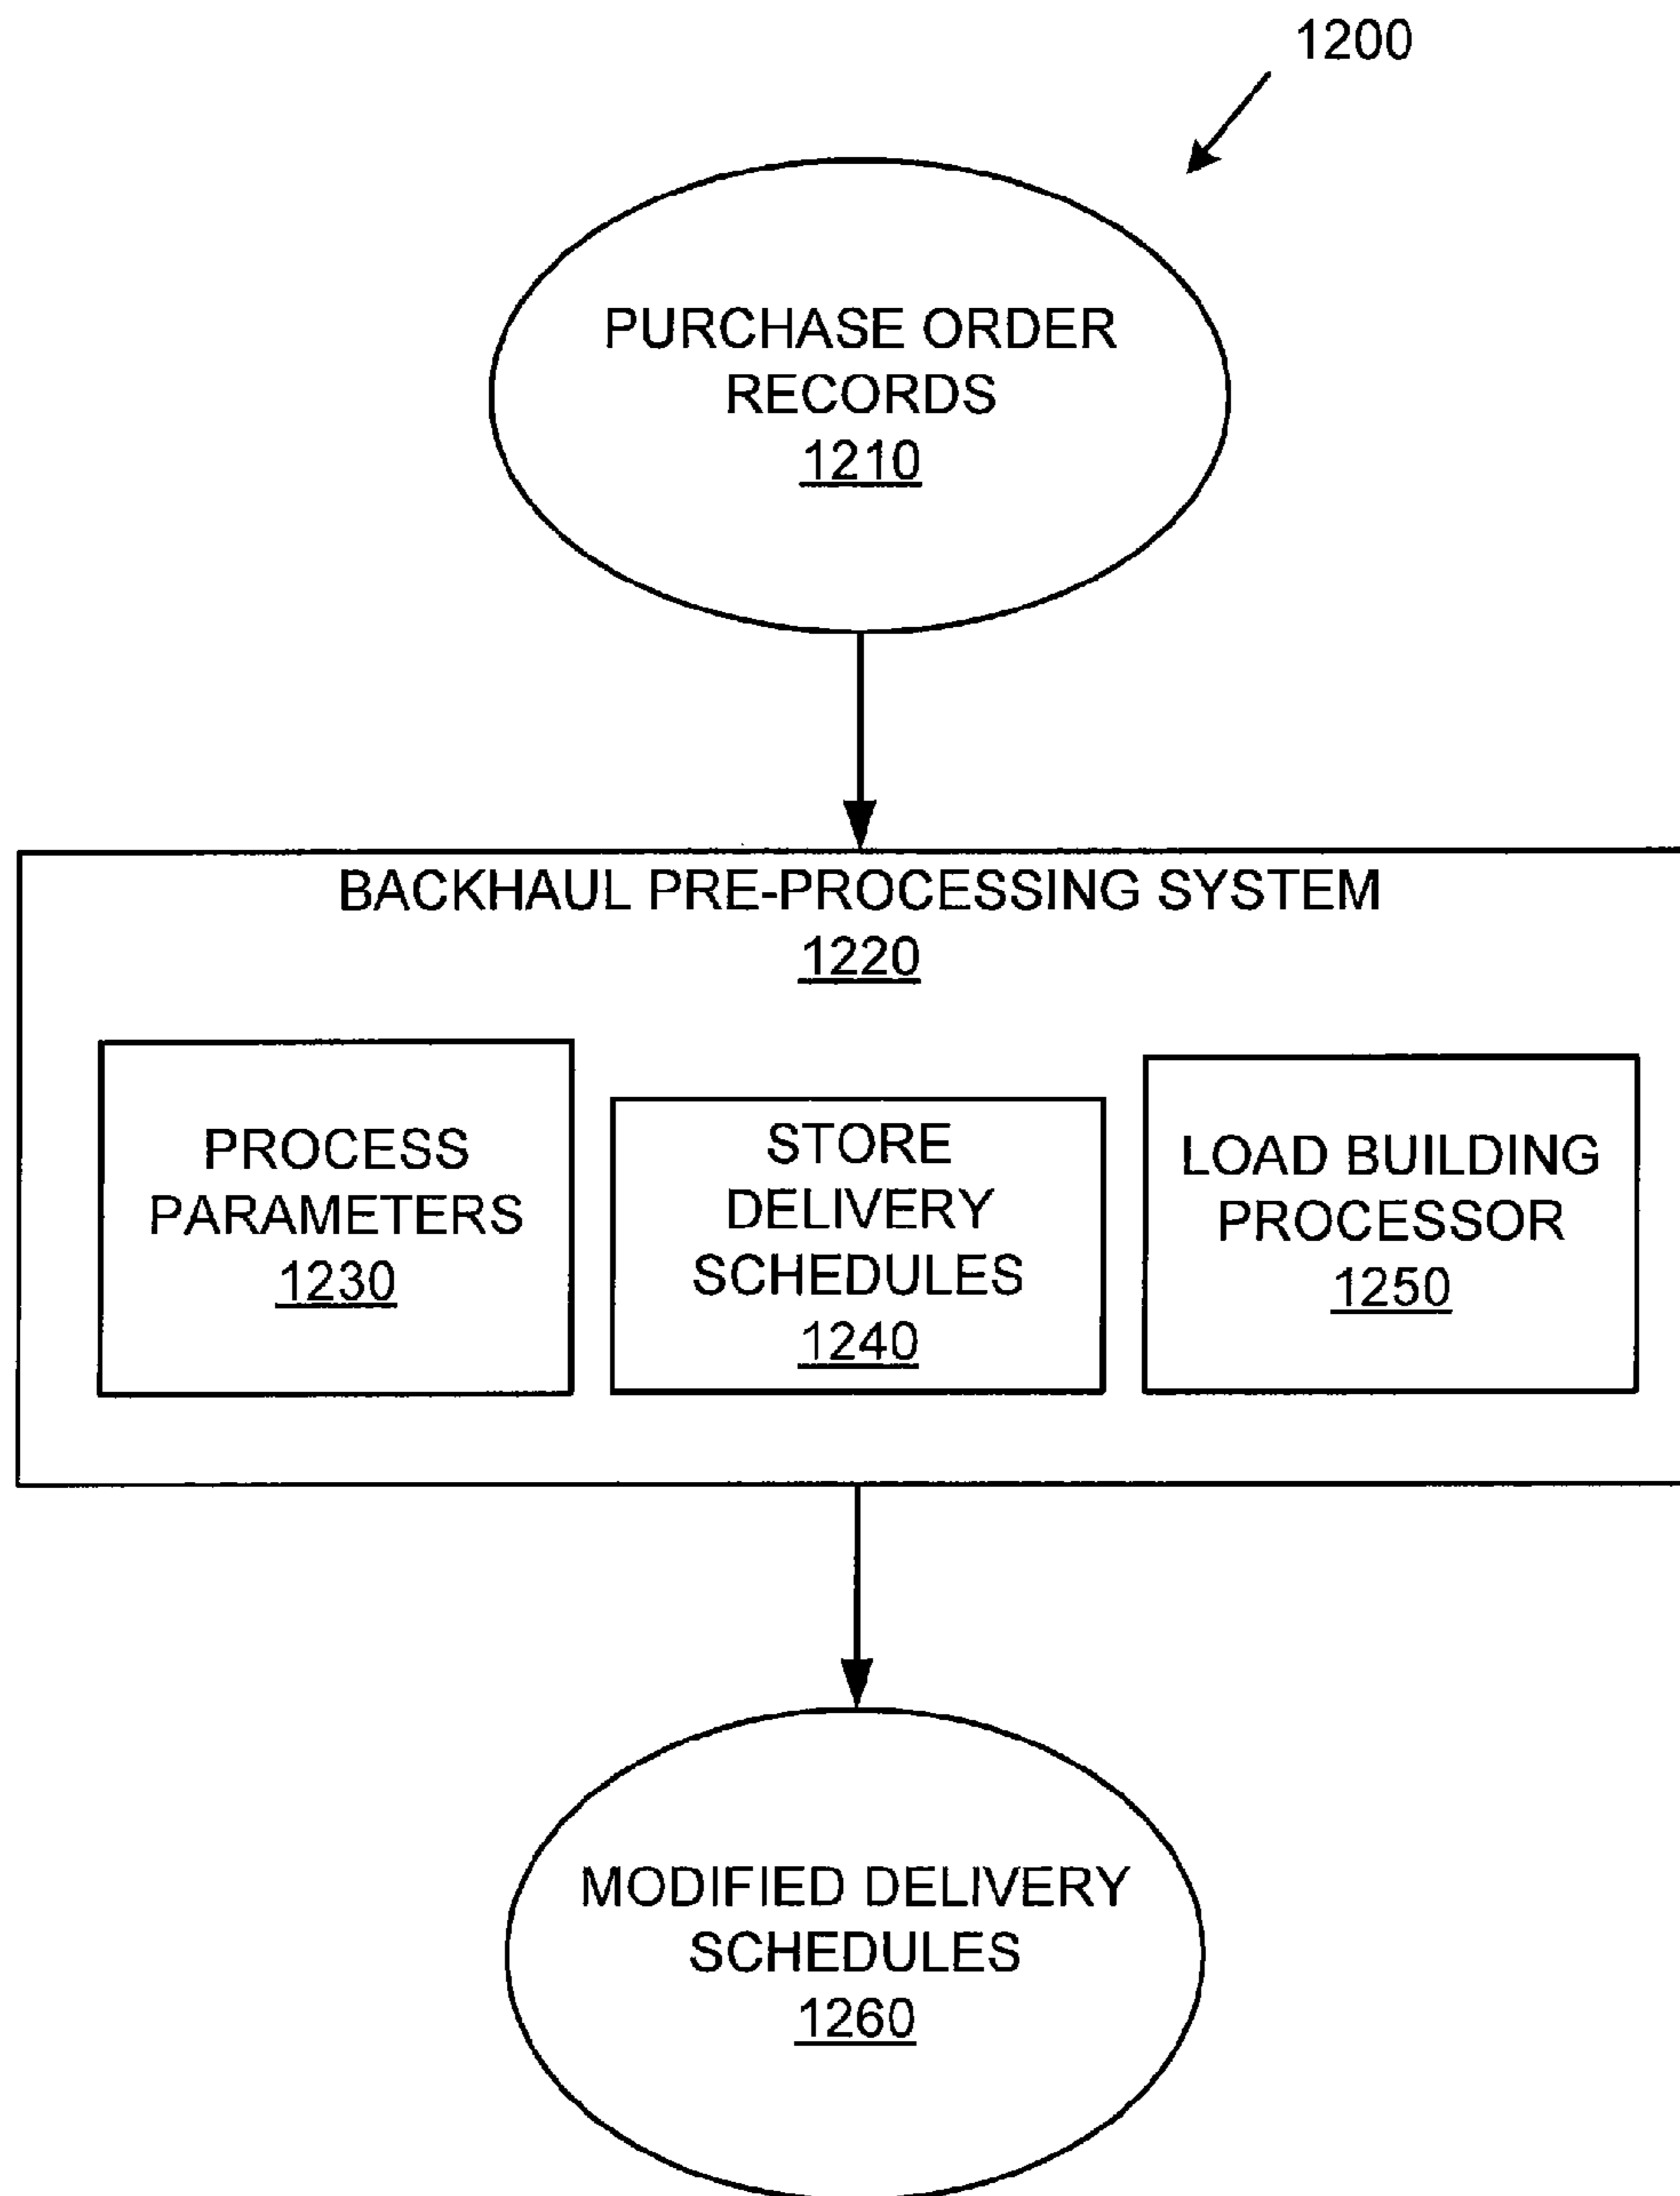 1200
PURCHASE ORDER
RECORDS
1210
BACKHAUL PRE-PROCESSING SYSTEM
1220
PROCESS
PARAMETERS
1230
STORE
DELIVERY
SCHEDULES
1240
LOAD BUILDING
PROCESSOR
1250
MODIFIED DELIVERY
SCHEDULES
1260